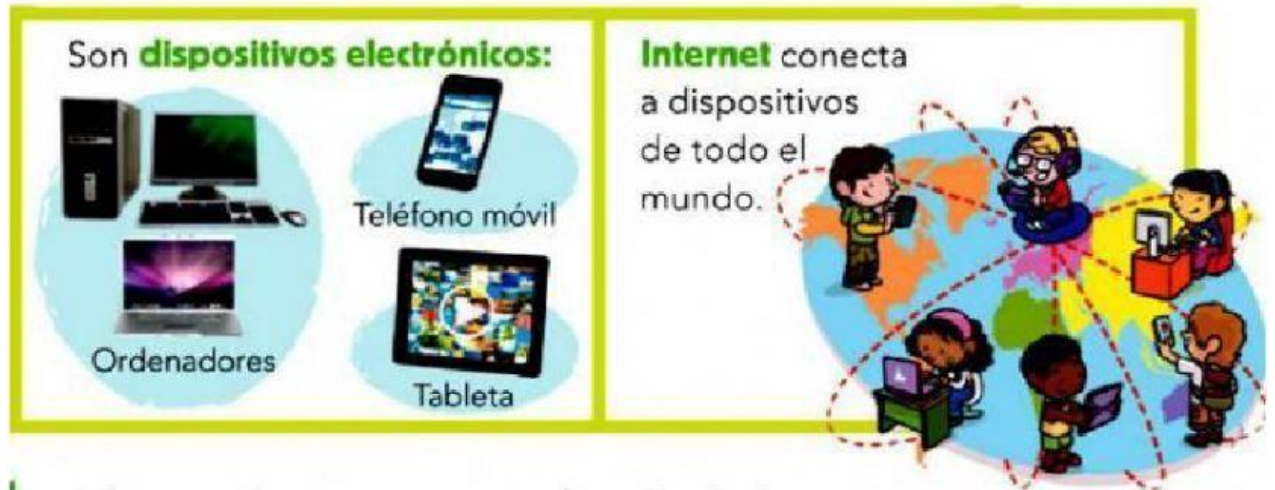 Son dispositivos electrónicos:
Teléfono móvil
Ordenadores
Tableta
Internet conecta
a dispositivos
de todo el
mundo.